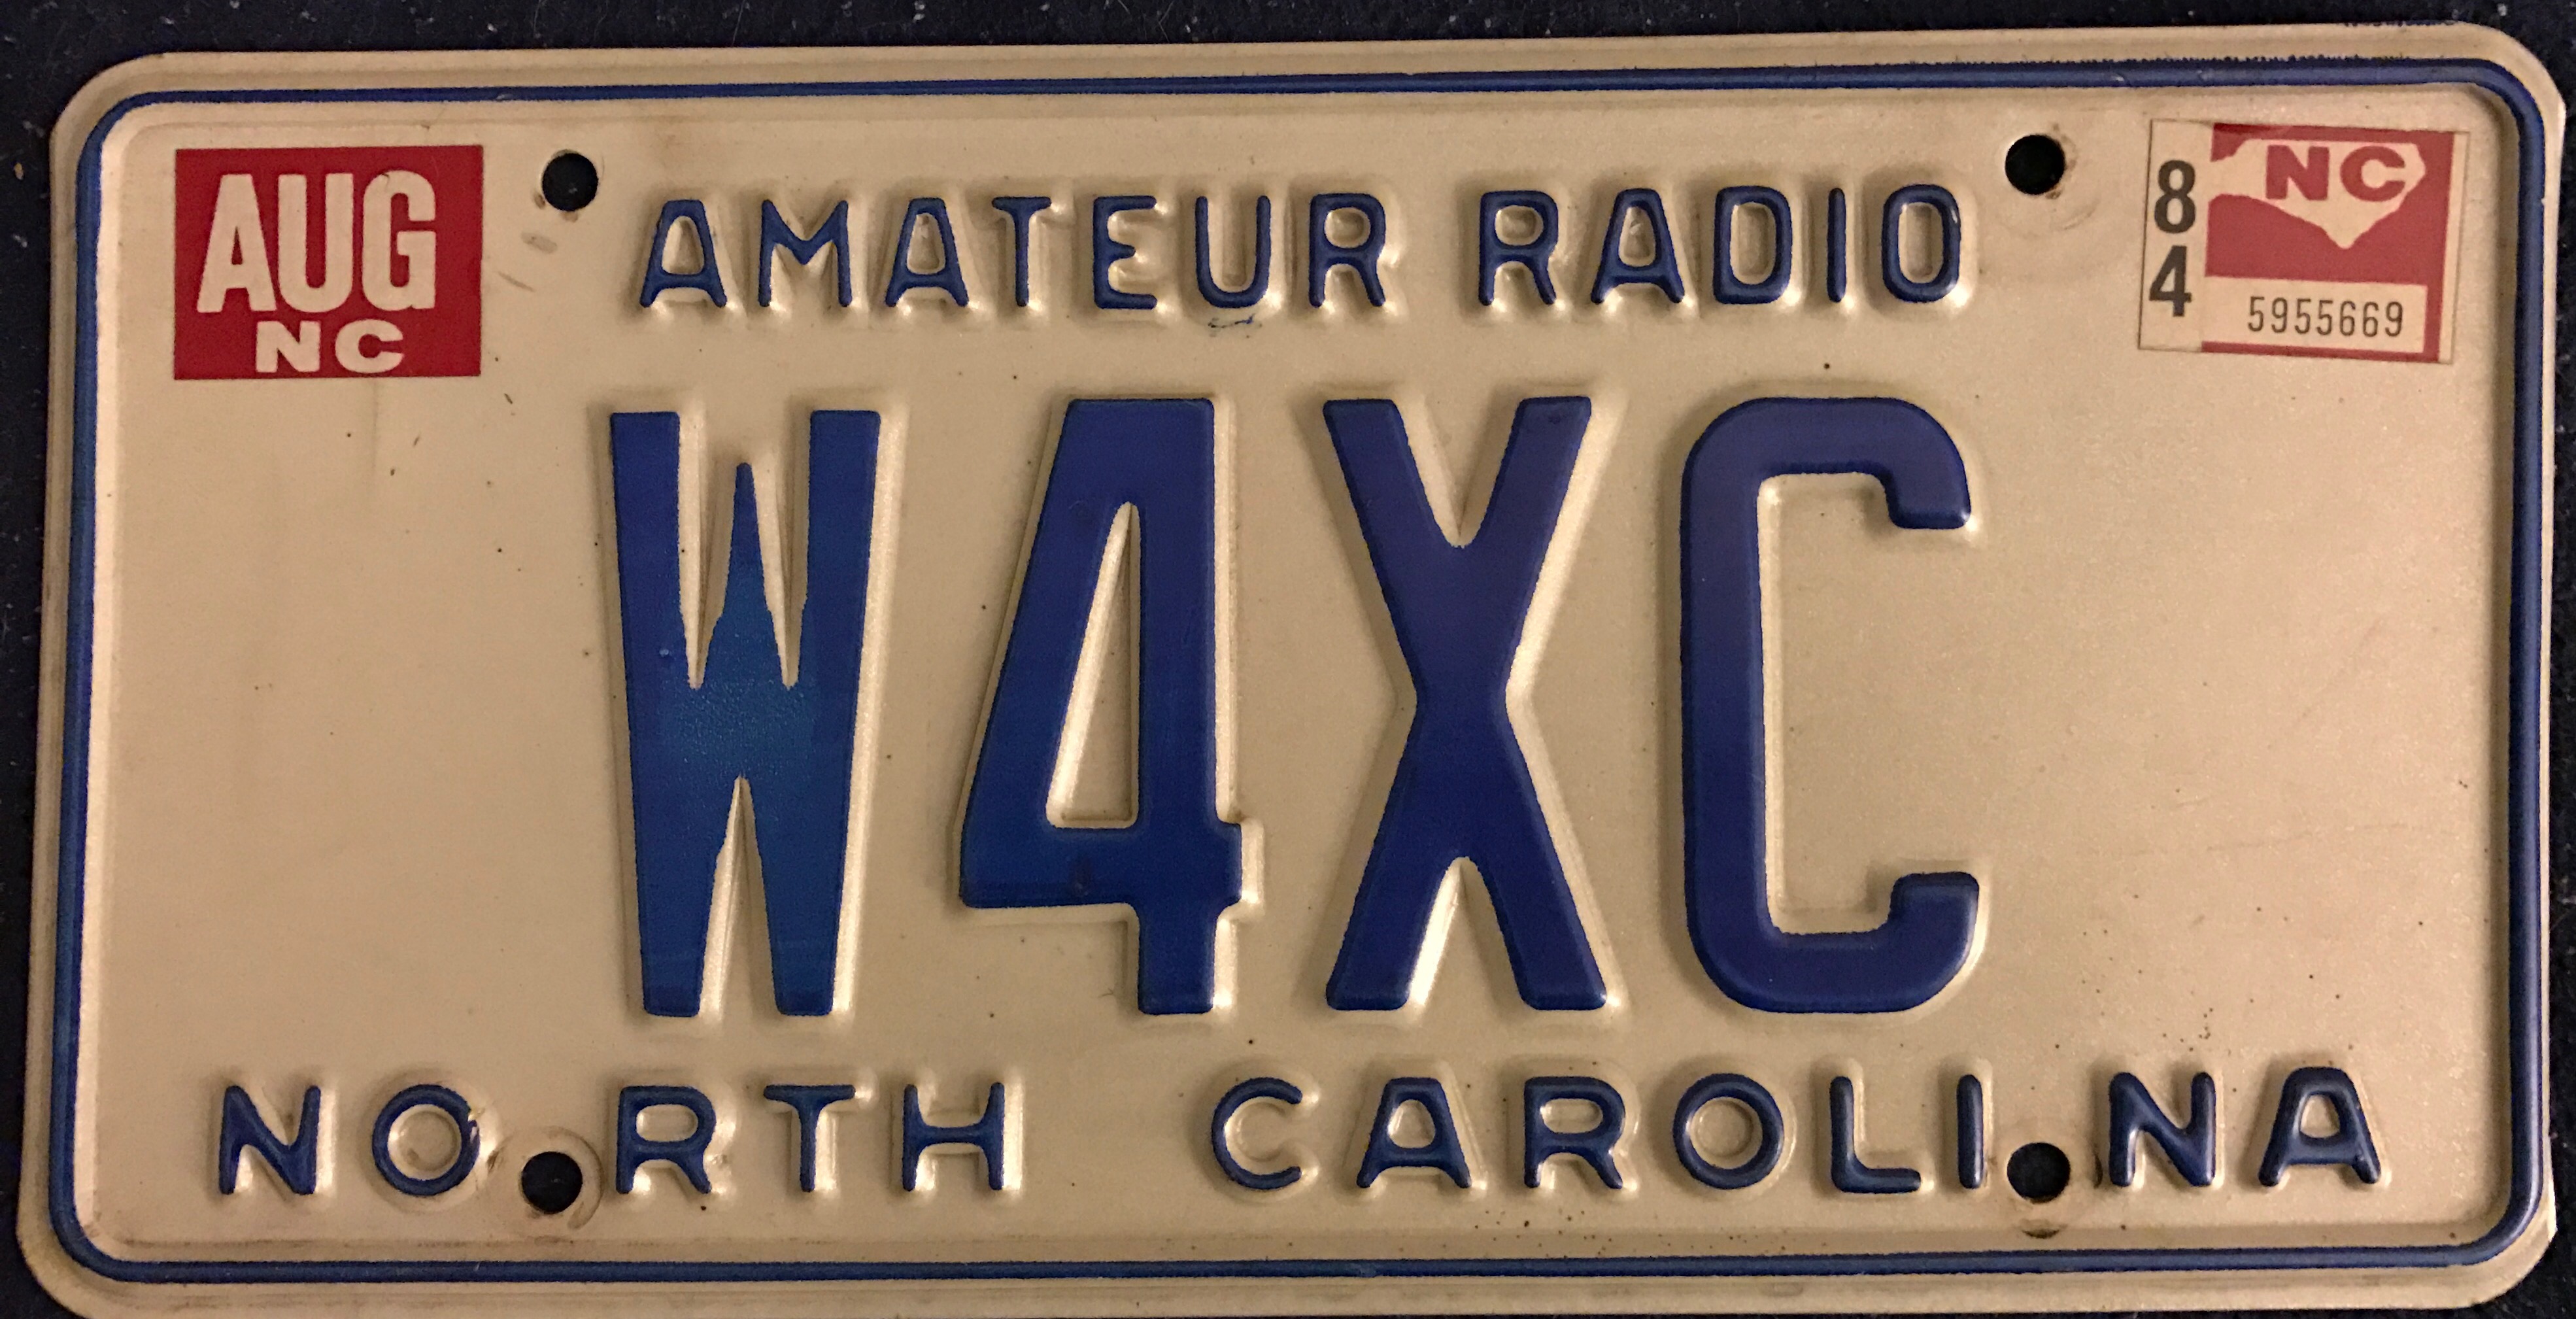 AUG
NC
AMATEUR RADIO
84
NC
5955669
W4XC
NORTH CAROLINA